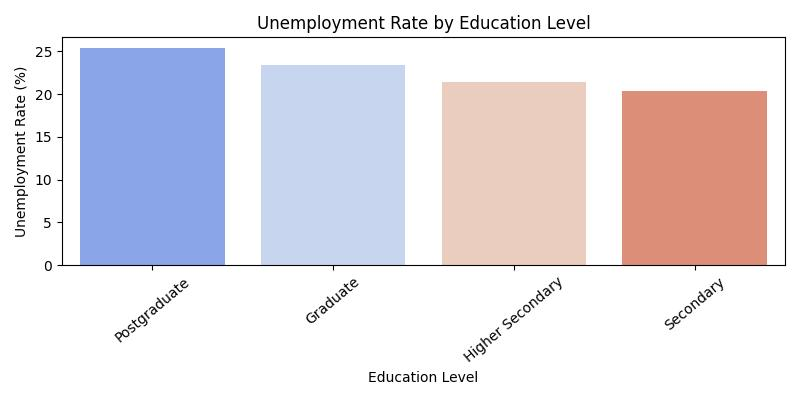 Unemployment Rate by Education Level
Unemployment Rate (%)
25
20
15
10
5
0
Postgraduate
Graduate
Higher Secondary
Secondary
Education Level